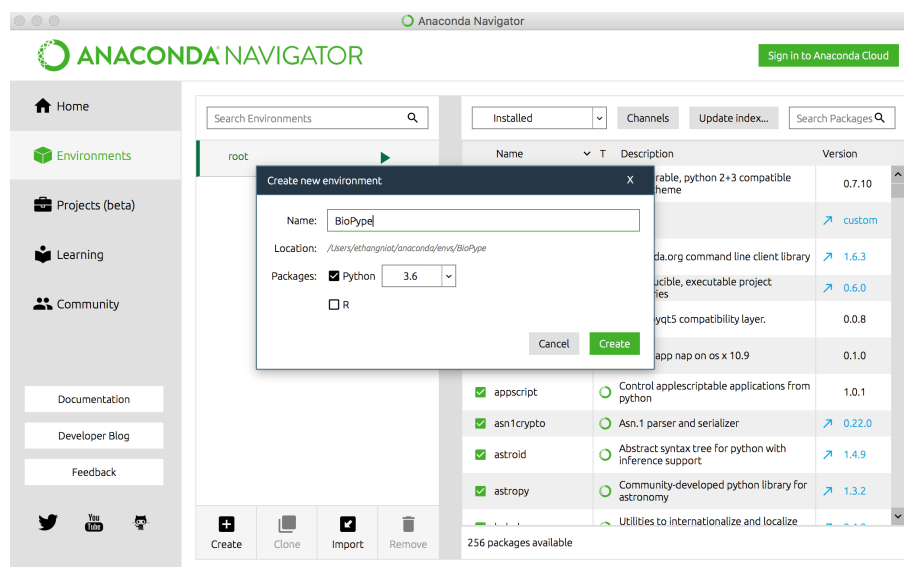 Anaconda Navigator
ANACONDA NAVIGATOR
Sign in to Anaconda Cloud
Home
Environments
Projects (beta)
Learning
Community
Documentation
Developer Blog
Feedback
You
Tube
Search Environments
root
Create
Clone
Import
Remove
Installed
Channels
Update index...
Search Packages
Name
T
Description
Version
python 2+3 compatible
0.7.10
custom
command line client library
1.6.3
executable project
0.6.0
compatibility layer.
0.0.8
app nap on os x 10.9
0.1.0
appscript
Control applescriptable applications from
python
1.0.1
asn1crypto
Asn.1 parser and serializer
0.22.0
astroid
Abstract syntax tree for python with
inference support
1.4.9
astropy
Community-developed python library for
astronomy
1.3.2
Utilities to internationalize and localize
256 packages available
Create new environment
X
Name:
BioPype
Location:
/Users/ethangniot/anaconda/envs/BioPype
Packages:
Python
3.6
R
Cancel
Create